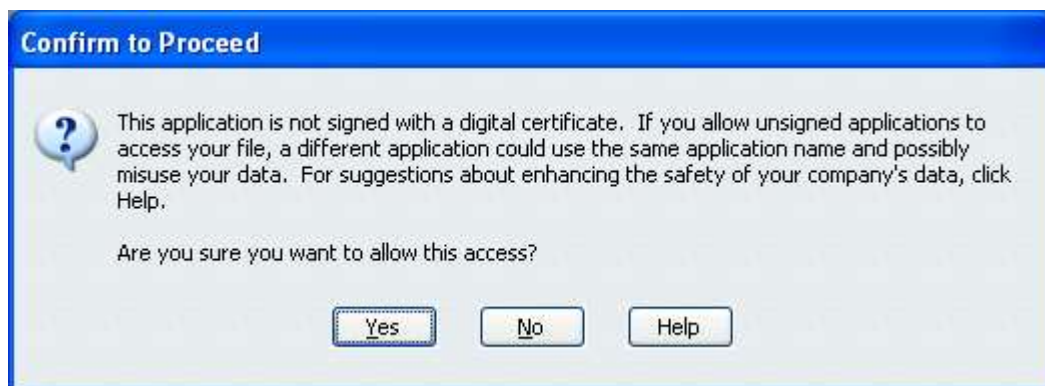 Confirm to Proceed
This application is not signed with a digital certificate.  If you allow unsigned applications to
access your file, a different application could use the same application name and possibly
misuse your data.  For suggestions about enhancing the safety of your company's data, click
Help.
Are you sure you want to allow this access?
Yes No Help